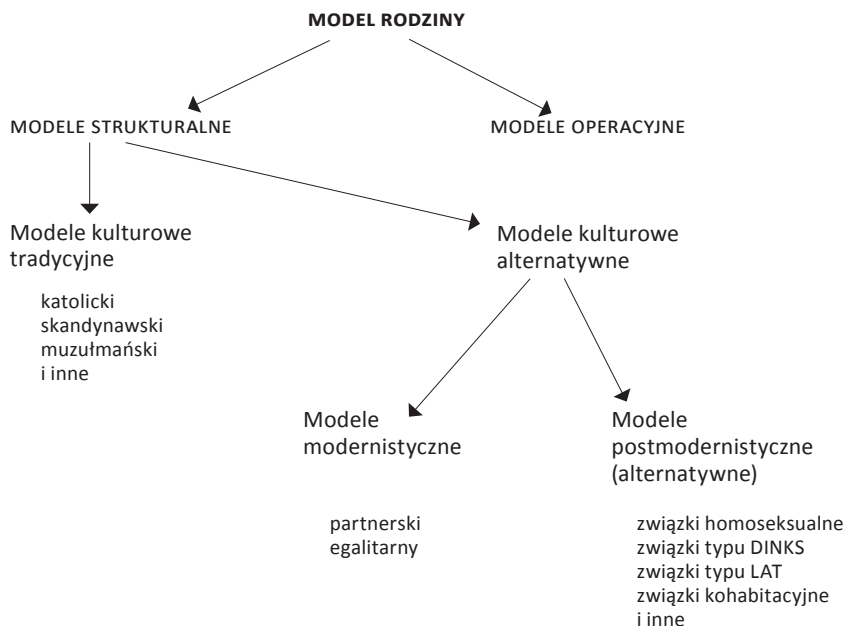 MODEL RODZINY
MODELE STRUKTURALNE
MODELE OPERACYJNE
Modele kulturowe
tradycyjne
katolicki
skandynawski
muzułmański
i inne
Modele kulturowe
alternatywne
Modele
modernistyczne
partnerski
egalitarny
Modele
postmodernistyczne
(alternatywne)
związki homoseksualne
związki typu DINKS
związki typu LAT
związki kohabitacyjne
i inne